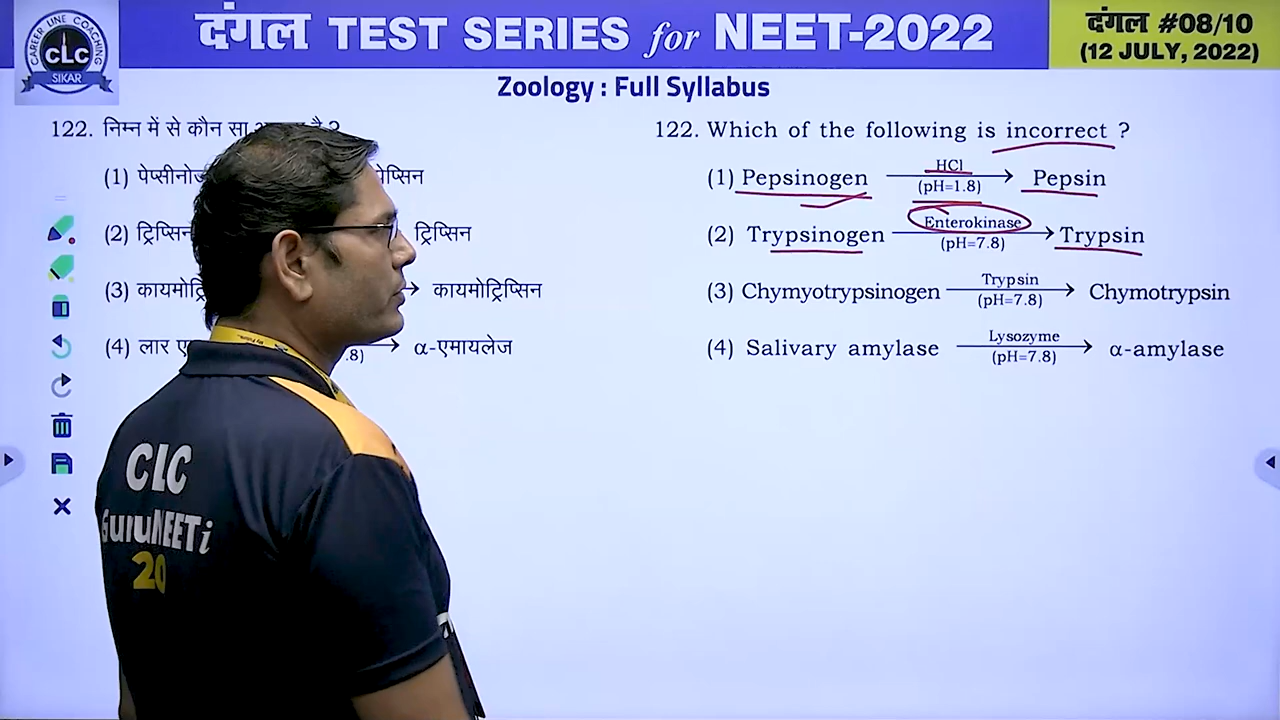 CAREER LINE COACHING
CLC
SIKAR
दंगल TEST SERIES for NEET-2022
दंगल #08/10
(12 JULY, 2022)
Zoology : Full Syllabus
122. निम्न में से कौन सा है ?
(1) पेप्सिन
(2) ट्रिप्सिन
(3) → कायमोट्रिप्सिन
(4) लार .8) → α-एमायलेज
122. Which of the following is incorrect ?
HCl
(1) Pepsinogen → Pepsin
(pH=1.8)
Enterokinase
(2) Trypsinogen → Trypsin
(pH=7.8)
Trypsin
(3) Chymyotrypsinogen → Chymotrypsin
(pH=7.8)
Lysozyme
(4) Salivary amylase → α-amylase
(pH=7.8)
CLC
GuruNEETi
20